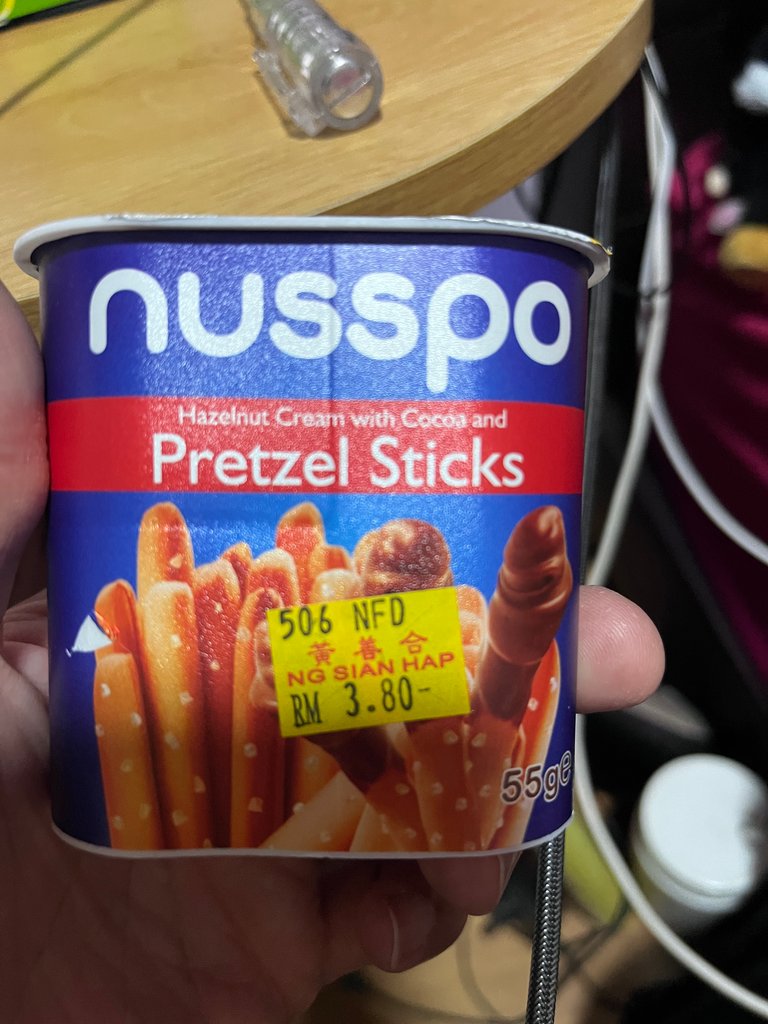 nusspo
Hazelnut Cream with Cocoa and
Pretzel Sticks
506 NFD
黃善合
NG SIAN HAP
RM 3.80-
55g℮